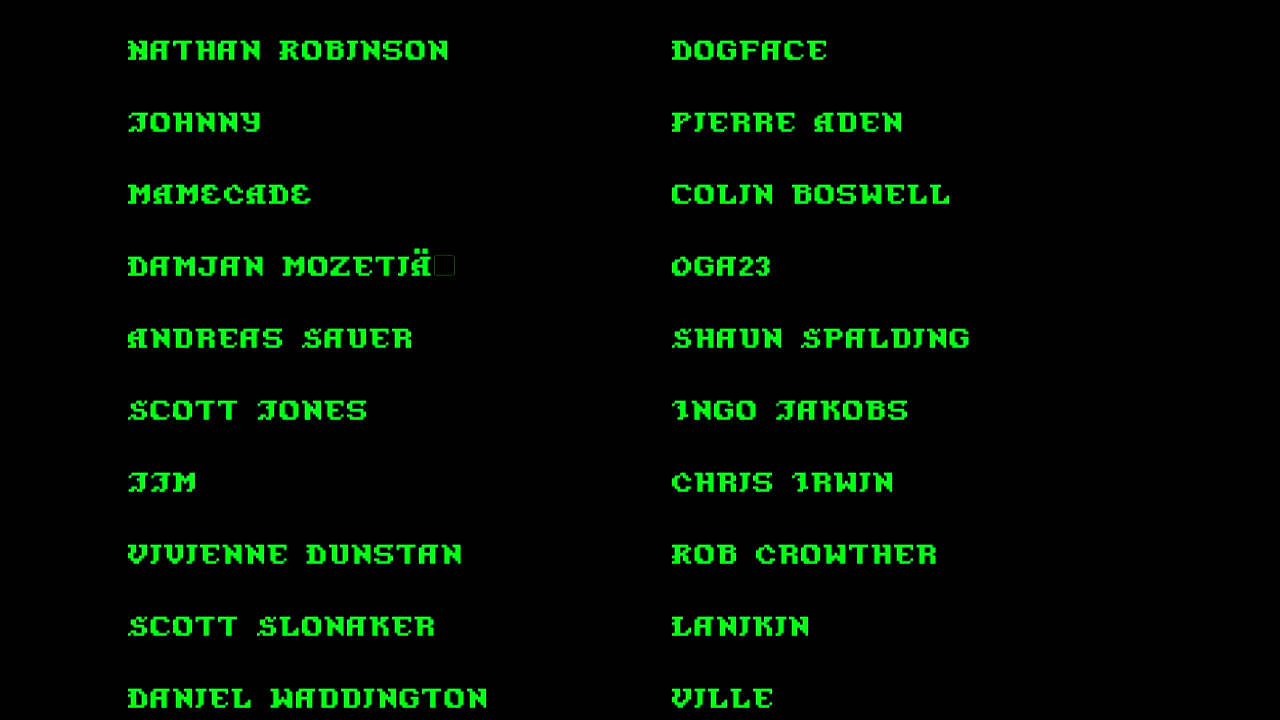 NATHAN ROBINSON
DOGFACE
JOHNNY
PIERRE ADEN
MAMECADE
COLIN BOSWELL
DAMJAN MOZETIÄ□
OGA23
ANDREAS SAUER
SHAUN SPALDING
SCOTT JONES
INGO JAKOBS
JIM
CHRIS IRWIN
VIVIENNE DUNSTAN
ROB CROWTHER
SCOTT SLONAKER
LANIKIN
DANIEL WADDINGTON
VILLE